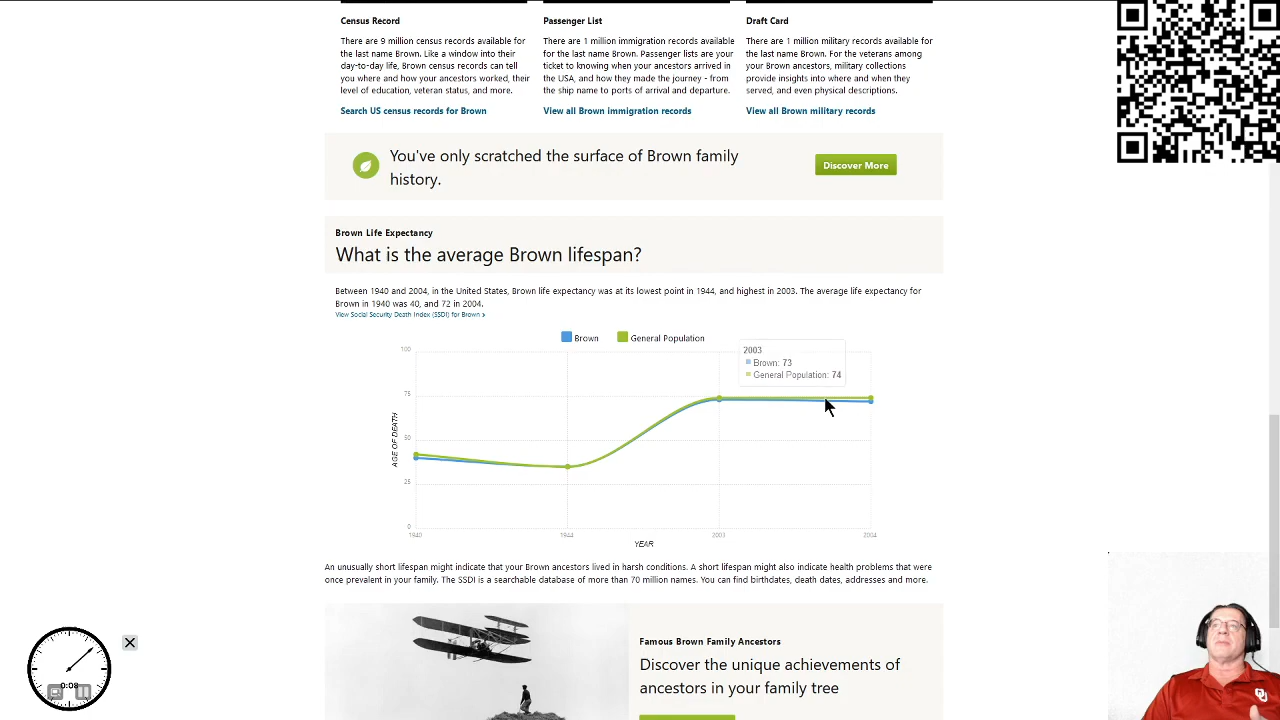 Census Record
There are 9 million census records available for
the last name Brown. Like a window into their
day-to-day life, Brown census records can tell
you where and how your ancestors worked, their
level of education, veteran status, and more.
Search US census records for Brown
Passenger List
There are 1 million immigration records available
for the last name Brown. Passenger lists are your
ticket to knowing when your ancestors arrived in
the USA, and how they made the journey - from
the ship name to ports of arrival and departure.
View all Brown immigration records
Draft Card
There are 1 million military records available for
the last name Brown. For the veterans among
your Brown ancestors, military collections
provide insights into where and when they
served, and even physical descriptions.
View all Brown military records
You've only scratched the surface of Brown family
history.
Discover More
Brown Life Expectancy
What is the average Brown lifespan?
Between 1940 and 2004, in the United States, Brown life expectancy was at its lowest point in 1944, and highest in 2003. The average life expectancy for
Brown in 1940 was 40, and 72 in 2004.
View Social Security Death Index (SSDI) for Brown ›
Brown General Population
2003
Brown: 73
General Population: 74
100
75
50
25
0
AGE OF DEATH
1940 1944 2003 2004
YEAR
An unusually short lifespan might indicate that your Brown ancestors lived in harsh conditions. A short lifespan might also indicate health problems that were
once prevalent in your family. The SSDI is a searchable database of more than 70 million names. You can find birthdates, death dates, addresses and more.
Famous Brown Family Ancestors
Discover the unique achievements of
ancestors in your family tree
0:08